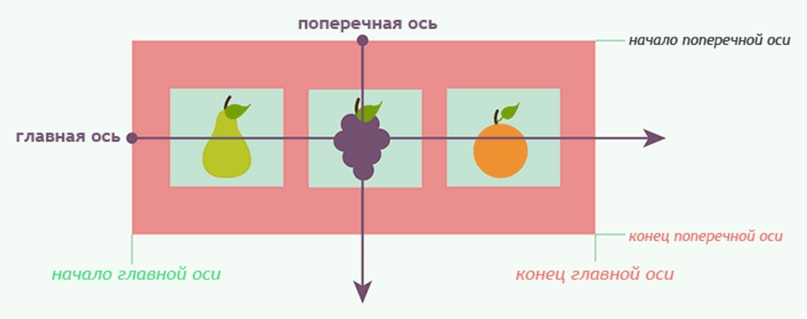 поперечная ось
начало поперечной оси
главная ось
конец поперечной оси
начало главной оси
конец главной оси